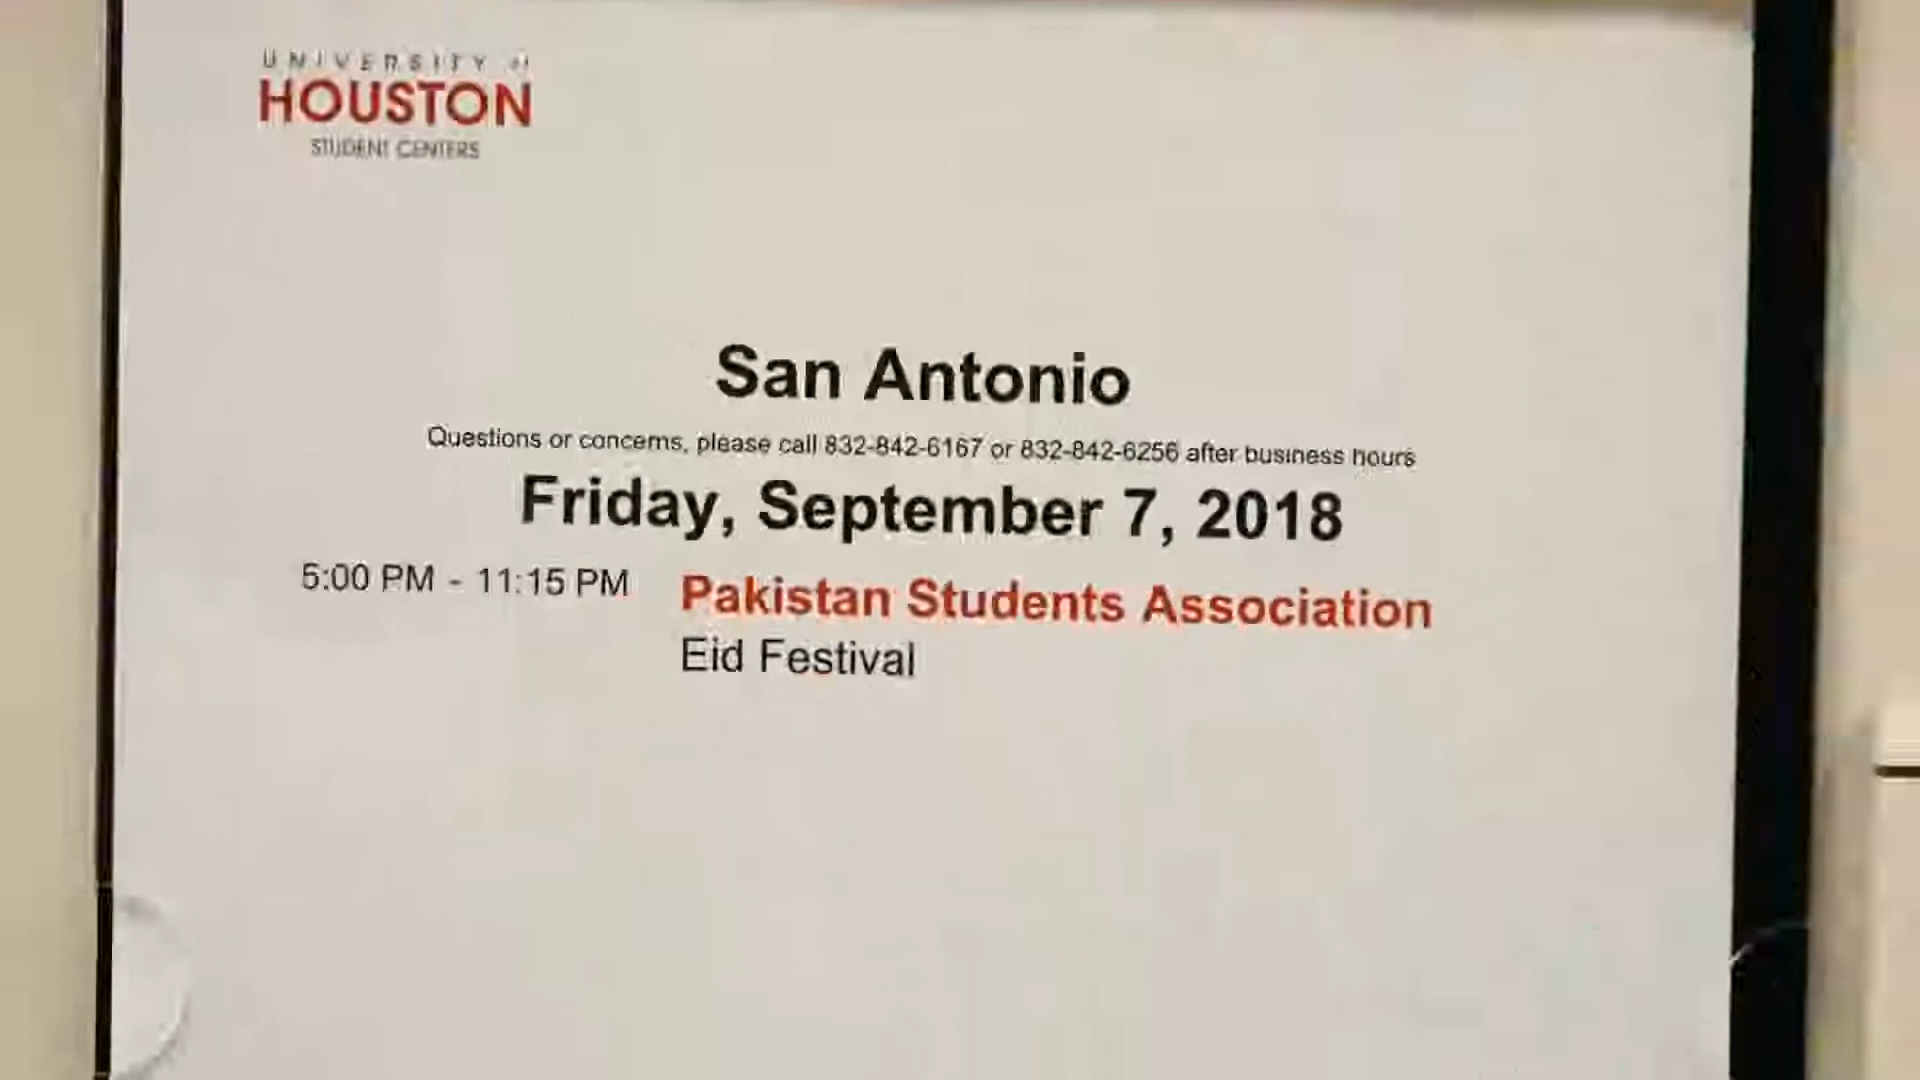 UNIVERSITY of
HOUSTON
STUDENT CENTERS
San Antonio
Questions or concerns, please call 832-842-6167 or 832-842-6256 after business hours
Friday, September 7, 2018
5:00 PM - 11:15 PM Pakistan Students Association
Eid Festival